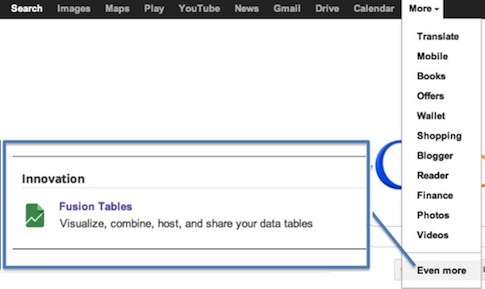 Search Images Maps Play YouTube News Gmail Drive Calendar More
Translate
Mobile
Books
Offers
Wallet
Shopping
Blogger
Reader
Finance
Photos
Videos
Even more
Innovation
Fusion Tables
Visualize, combine, host, and share your data tables